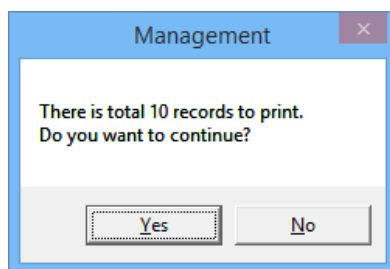 Management
There is total 10 records to print.
Do you want to continue?
Yes
No